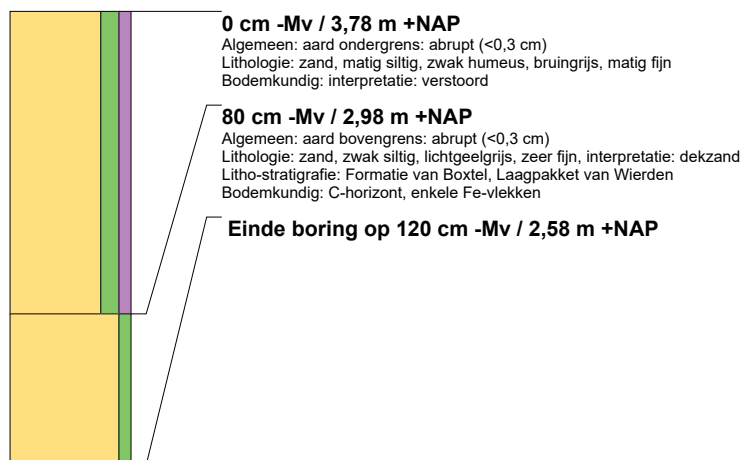 0 cm -Mv / 3,78 m +NAP
Algemeen: aard ondergrens: abrupt (<0,3 cm)
Lithologie: zand, matig siltig, zwak humeus, bruingrijs, matig fijn
Bodemkundig: interpretatie: verstoord
80 cm -Mv / 2,98 m +NAP
Algemeen: aard bovengrens: abrupt (<0,3 cm)
Lithologie: zand, zwak siltig, lichtgeelgrijs, zeer fijn, interpretatie: dekzand
Litho-stratigrafie: Formatie van Boxtel, Laagpakket van Wierden
Bodemkundig: C-horizont, enkele Fe-vlekken
Einde boring op 120 cm -Mv / 2,58 m +NAP